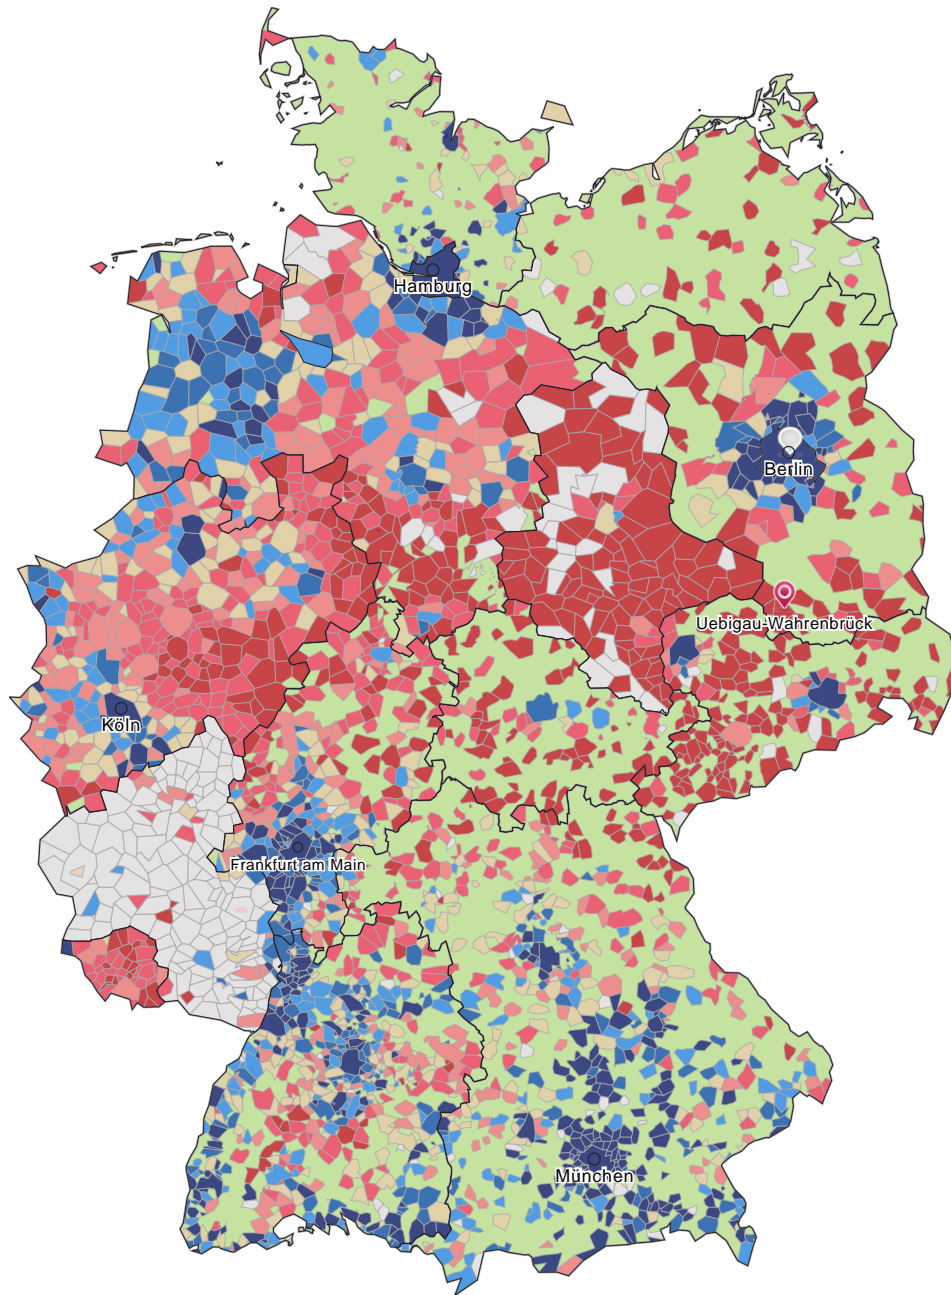 Hamburg
Berlin
Uebigau-Wahrenbrück
Köln
Frankfurt am Main
München